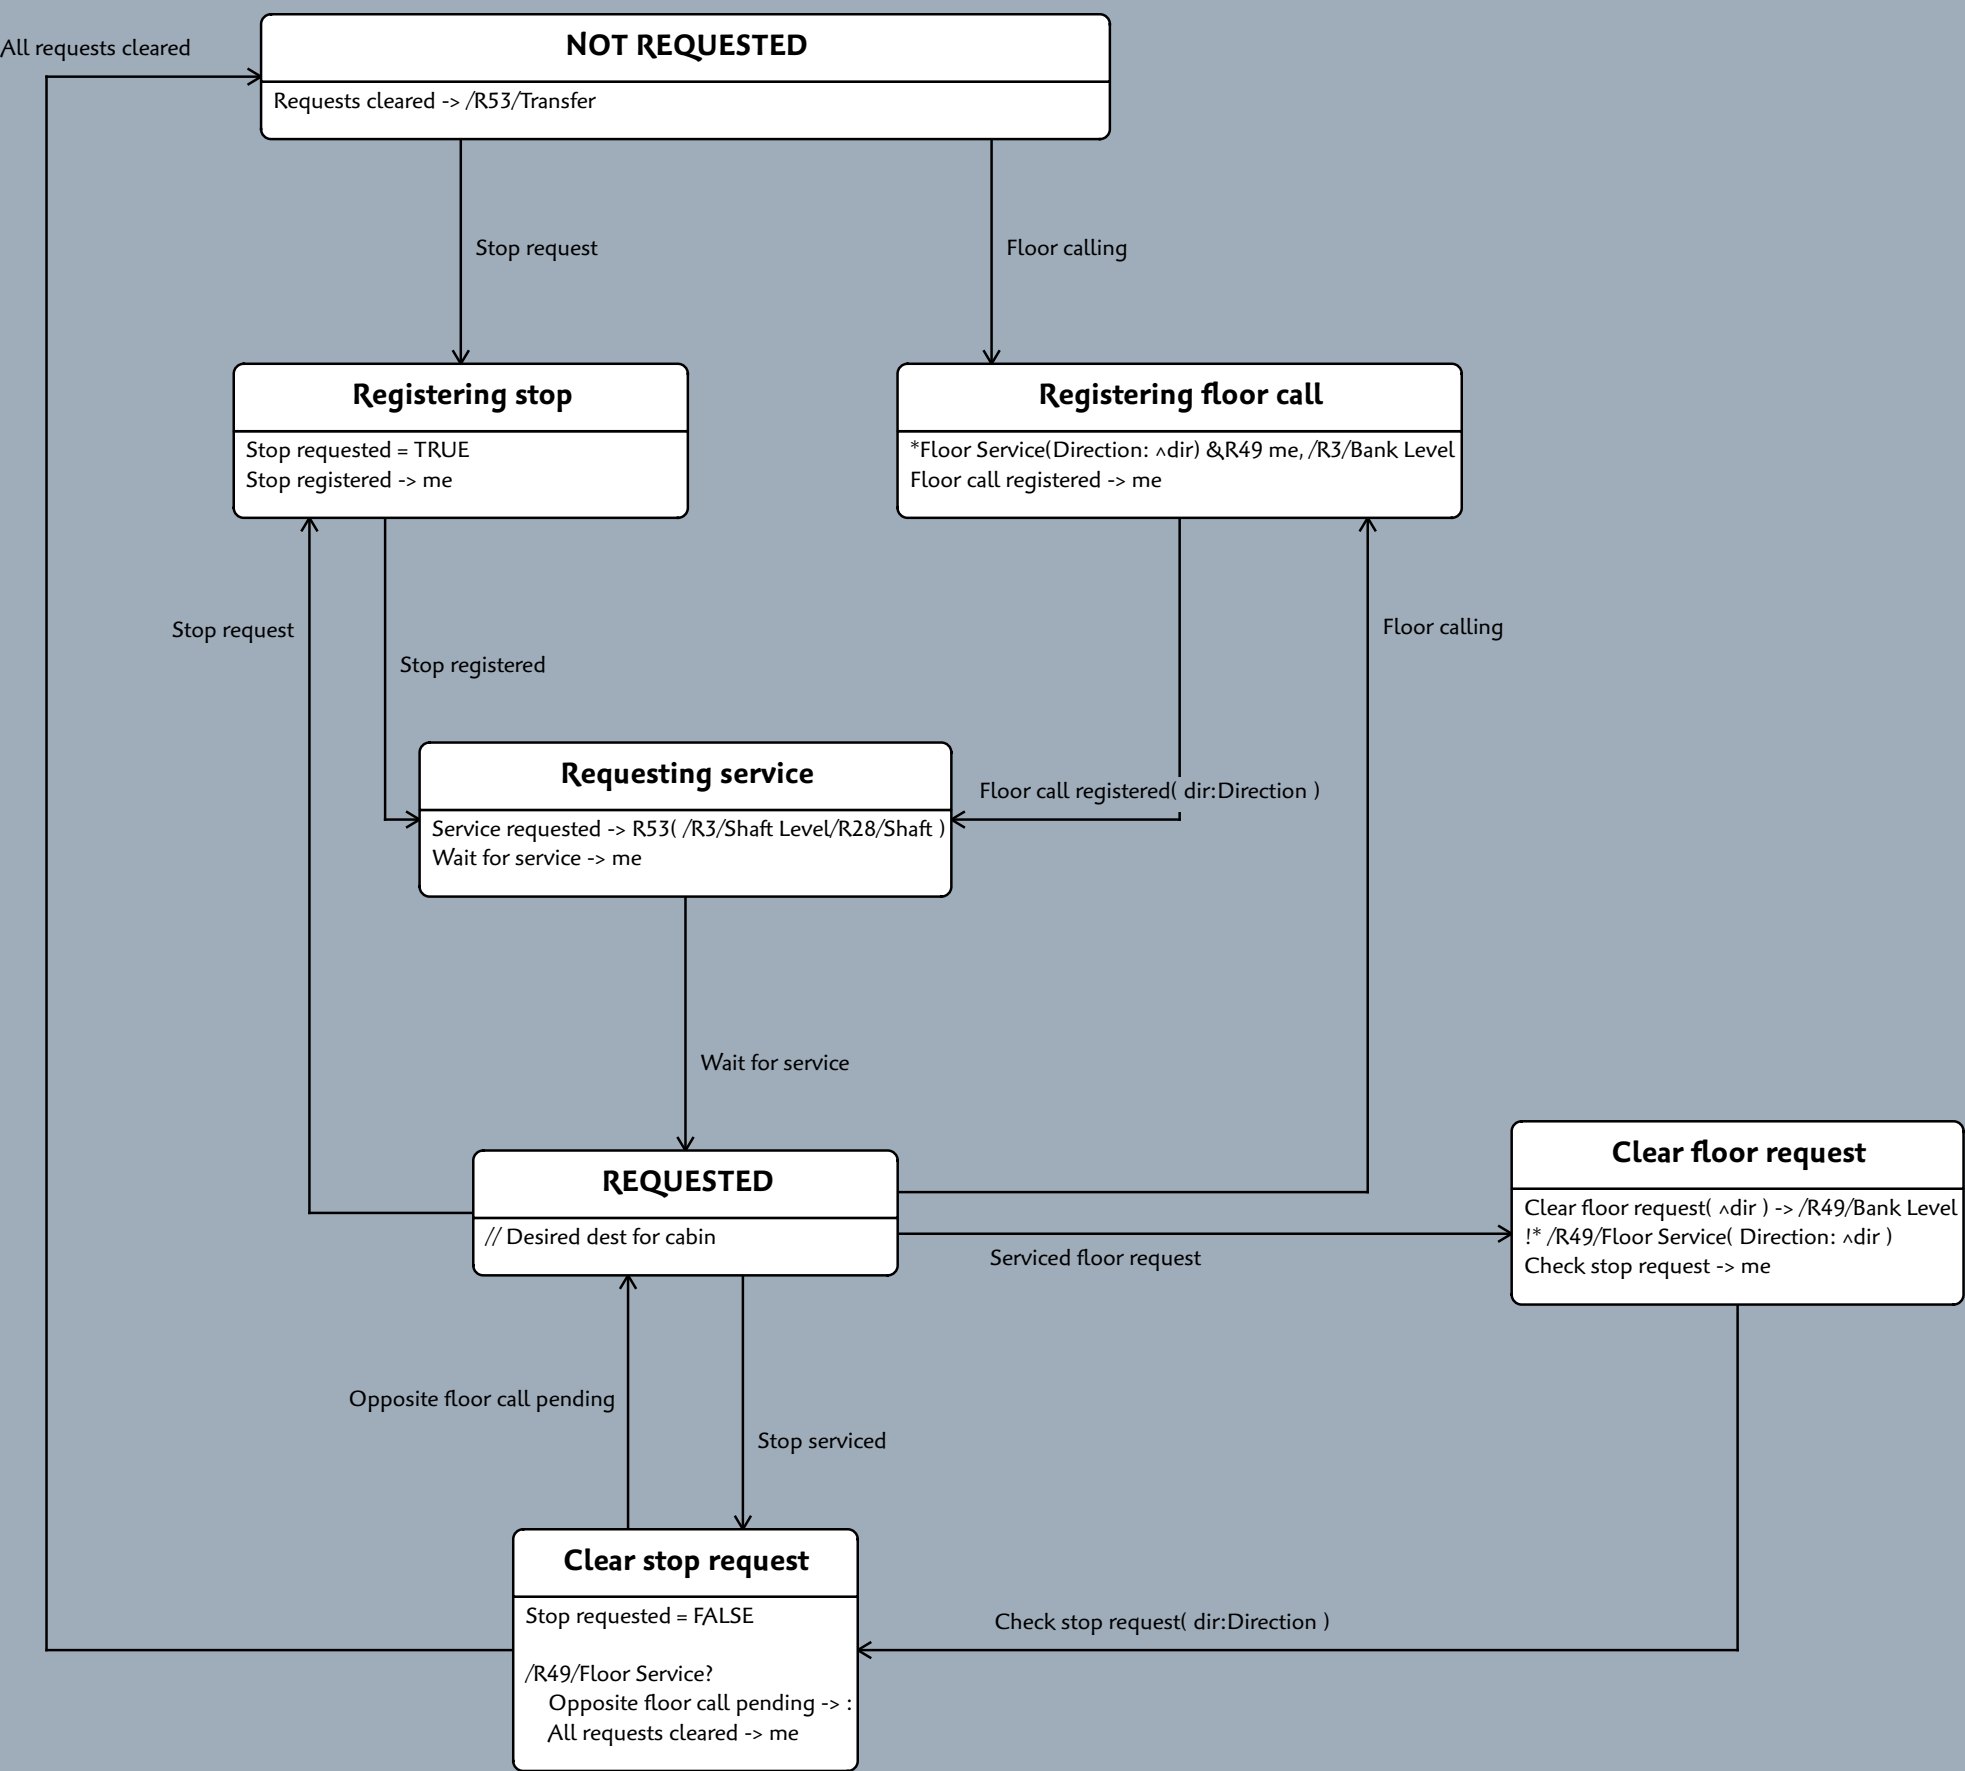 All requests cleared
NOT REQUESTED
Requests cleared -> /R53/Transfer
Stop request
Floor calling
Registering stop
Stop requested = TRUE
Stop registered -> me
Registering floor call
*Floor Service(Direction: ^dir) &R49 me, /R3/Bank Level
Floor call registered -> me
Stop request
Stop registered
Floor calling
Requesting service
Service requested -> R53( /R3/Shaft Level/R28/Shaft )
Wait for service -> me
Floor call registered( dir:Direction )
Wait for service
REQUESTED
// Desired dest for cabin
Clear floor request
Clear floor request( ^dir ) -> /R49/Bank Level
!* /R49/Floor Service( Direction: ^dir )
Check stop request -> me
Serviced floor request
Opposite floor call pending
Stop serviced
Clear stop request
Stop requested = FALSE
/R49/Floor Service?
Opposite floor call pending -> :
All requests cleared -> me
Check stop request( dir:Direction )